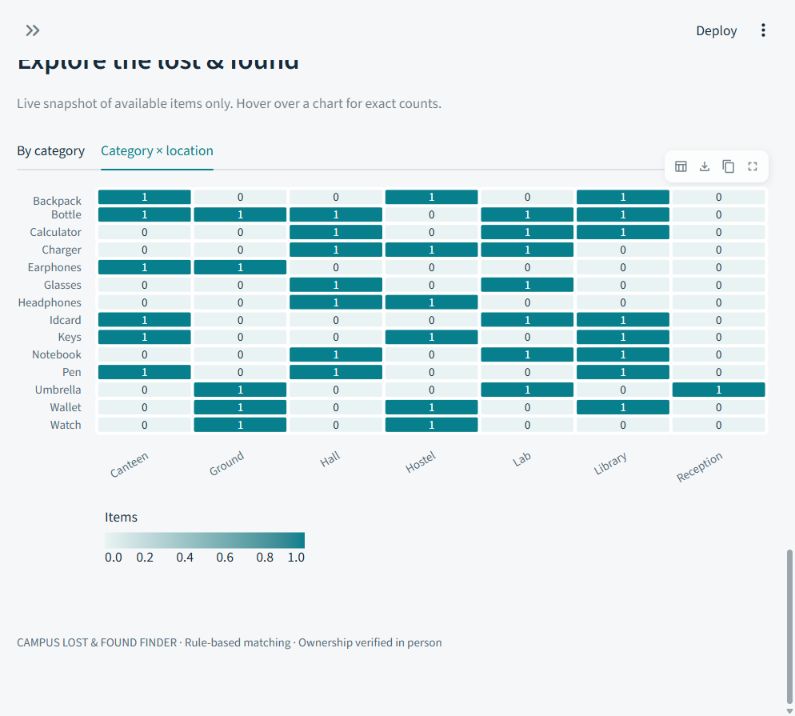 Deploy
Explore the lost & found
Live snapshot of available items only. Hover over a chart for exact counts.
By category Category × location
Backpack 1 0 0 1 0 1 0
Bottle 1 1 1 0 1 1 0
Calculator 0 0 1 0 1 1 0
Charger 0 0 1 1 1 0 0
Earphones 1 1 0 0 0 0 0
Glasses 0 0 1 0 1 0 0
Headphones 0 0 1 1 0 0 0
Idcard 1 0 0 0 1 1 0
Keys 1 0 0 1 0 1 0
Notebook 0 0 1 0 1 1 0
Pen 1 0 1 0 0 1 0
Umbrella 0 1 0 0 1 0 1
Wallet 0 1 0 1 0 1 0
Watch 0 1 0 1 0 0 0
Canteen Ground Hall Hostel Lab Library Reception
Items
0.0 0.2 0.4 0.6 0.8 1.0
CAMPUS LOST & FOUND FINDER · Rule-based matching · Ownership verified in person